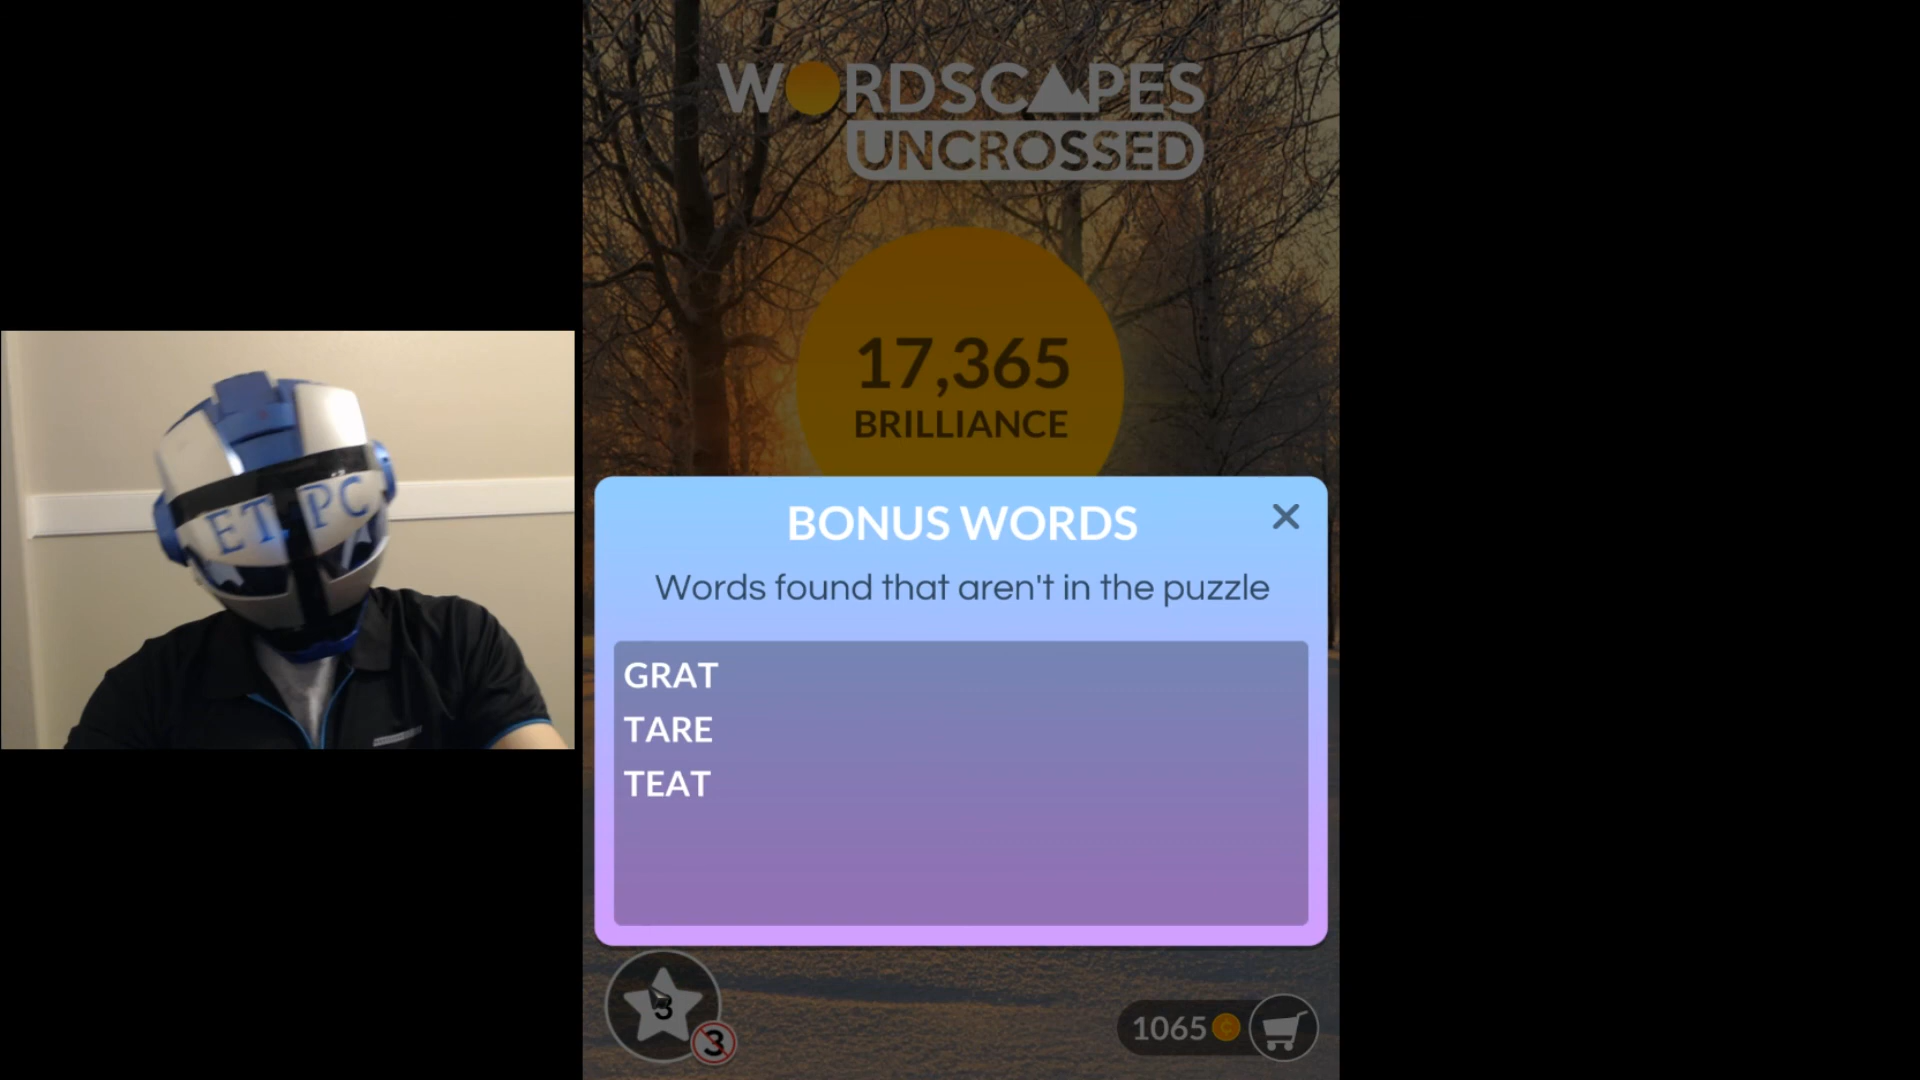 WORDSCAPES
UNCROSSED
17,365
BRILLIANCE
BONUS WORDS
Words found that aren't in the puzzle
GRAT
TARE
TEAT
3
3
1065
ET PC